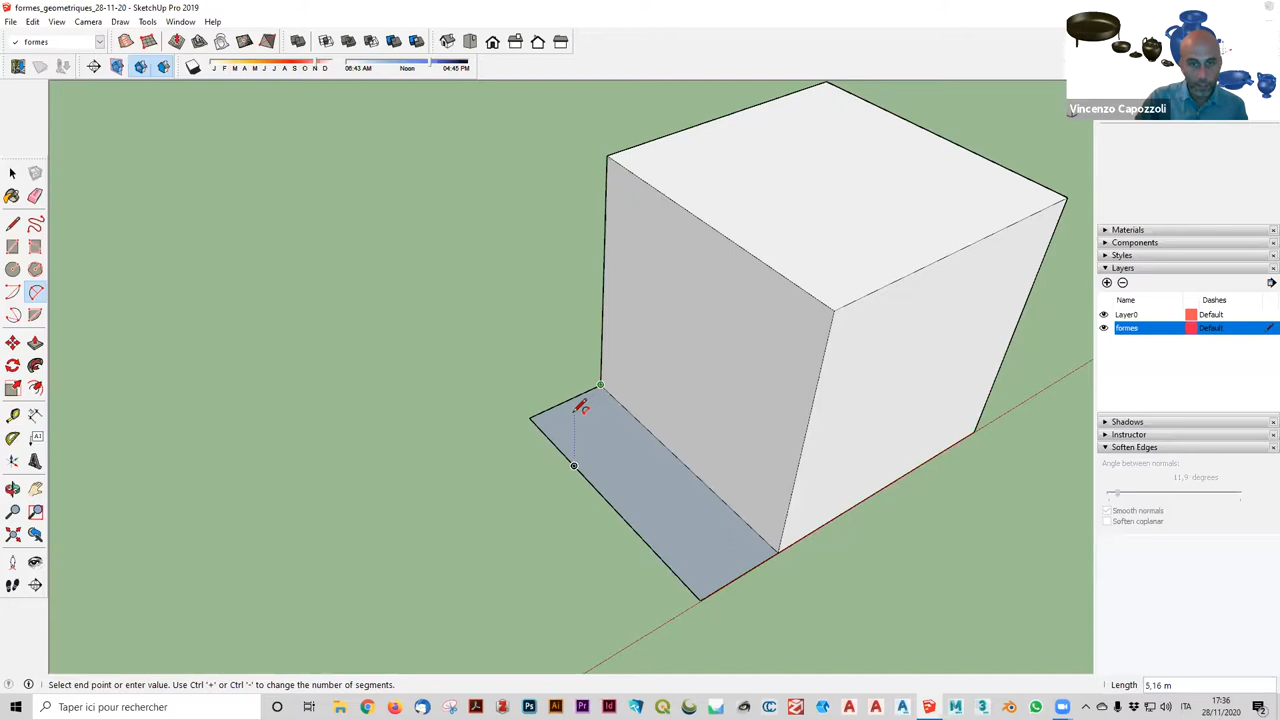 formes_geometriques_28-11-20 - SketchUp Pro 2019
File Edit View Camera Draw Tools Window Help
✓ formes
J F M A M J J A S O N D 06:43 AM Noon 04:45 PM
Vincenzo Capozzoli
Materials
Components
Styles
Layers
Name Dashes
Layer0 Default
formes Default
Shadows
Instructor
Soften Edges
Angle between normals:
11,9 degrees
Smooth normals
Soften coplanar
Select end point or enter value. Use Ctrl '+' or Ctrl '-' to change the number of segments.
Length 5,16 m
Taper ici pour rechercher
17:36
28/11/2020